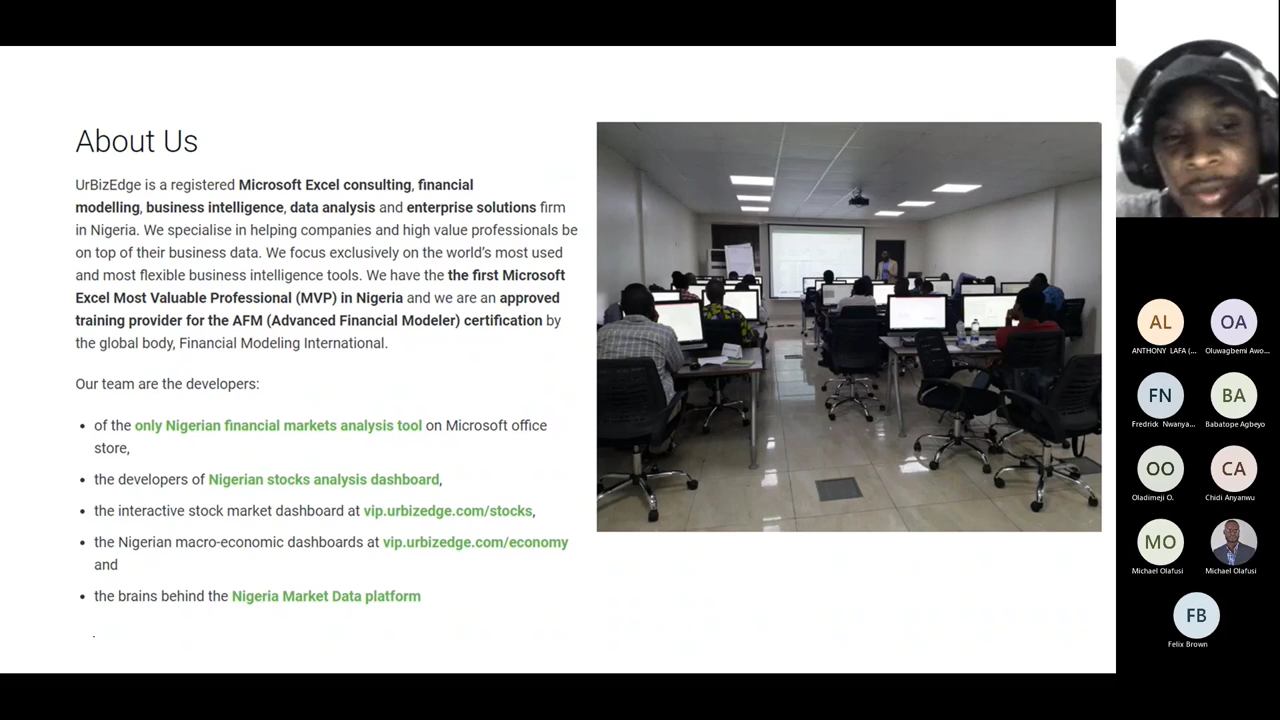 About Us
UrBizEdge is a registered Microsoft Excel consulting, financial
modelling, business intelligence, data analysis and enterprise solutions firm
in Nigeria. We specialise in helping companies and high value professionals be
on top of their business data. We focus exclusively on the world's most used
and most flexible business intelligence tools. We have the the first Microsoft
Excel Most Valuable Professional (MVP) in Nigeria and we are an approved
training provider for the AFM (Advanced Financial Modeler) certification by
the global body, Financial Modeling International.
Our team are the developers:
• of the only Nigerian financial markets analysis tool on Microsoft office
store,
• the developers of Nigerian stocks analysis dashboard,
• the interactive stock market dashboard at vip.urbizedge.com/stocks,
• the Nigerian macro-economic dashboards at vip.urbizedge.com/economy
and
• the brains behind the Nigeria Market Data platform
.
AL
OA
ANTHONY LAFA (...
Oluwagbemi Awo...
FN
BA
Fredrick Nwanya...
Babatope Agbeyo
OO
CA
Oladimeji O.
Chidi Anyanwu
MO
Michael Olafusi
Michael Olafusi
FB
Felix Brown